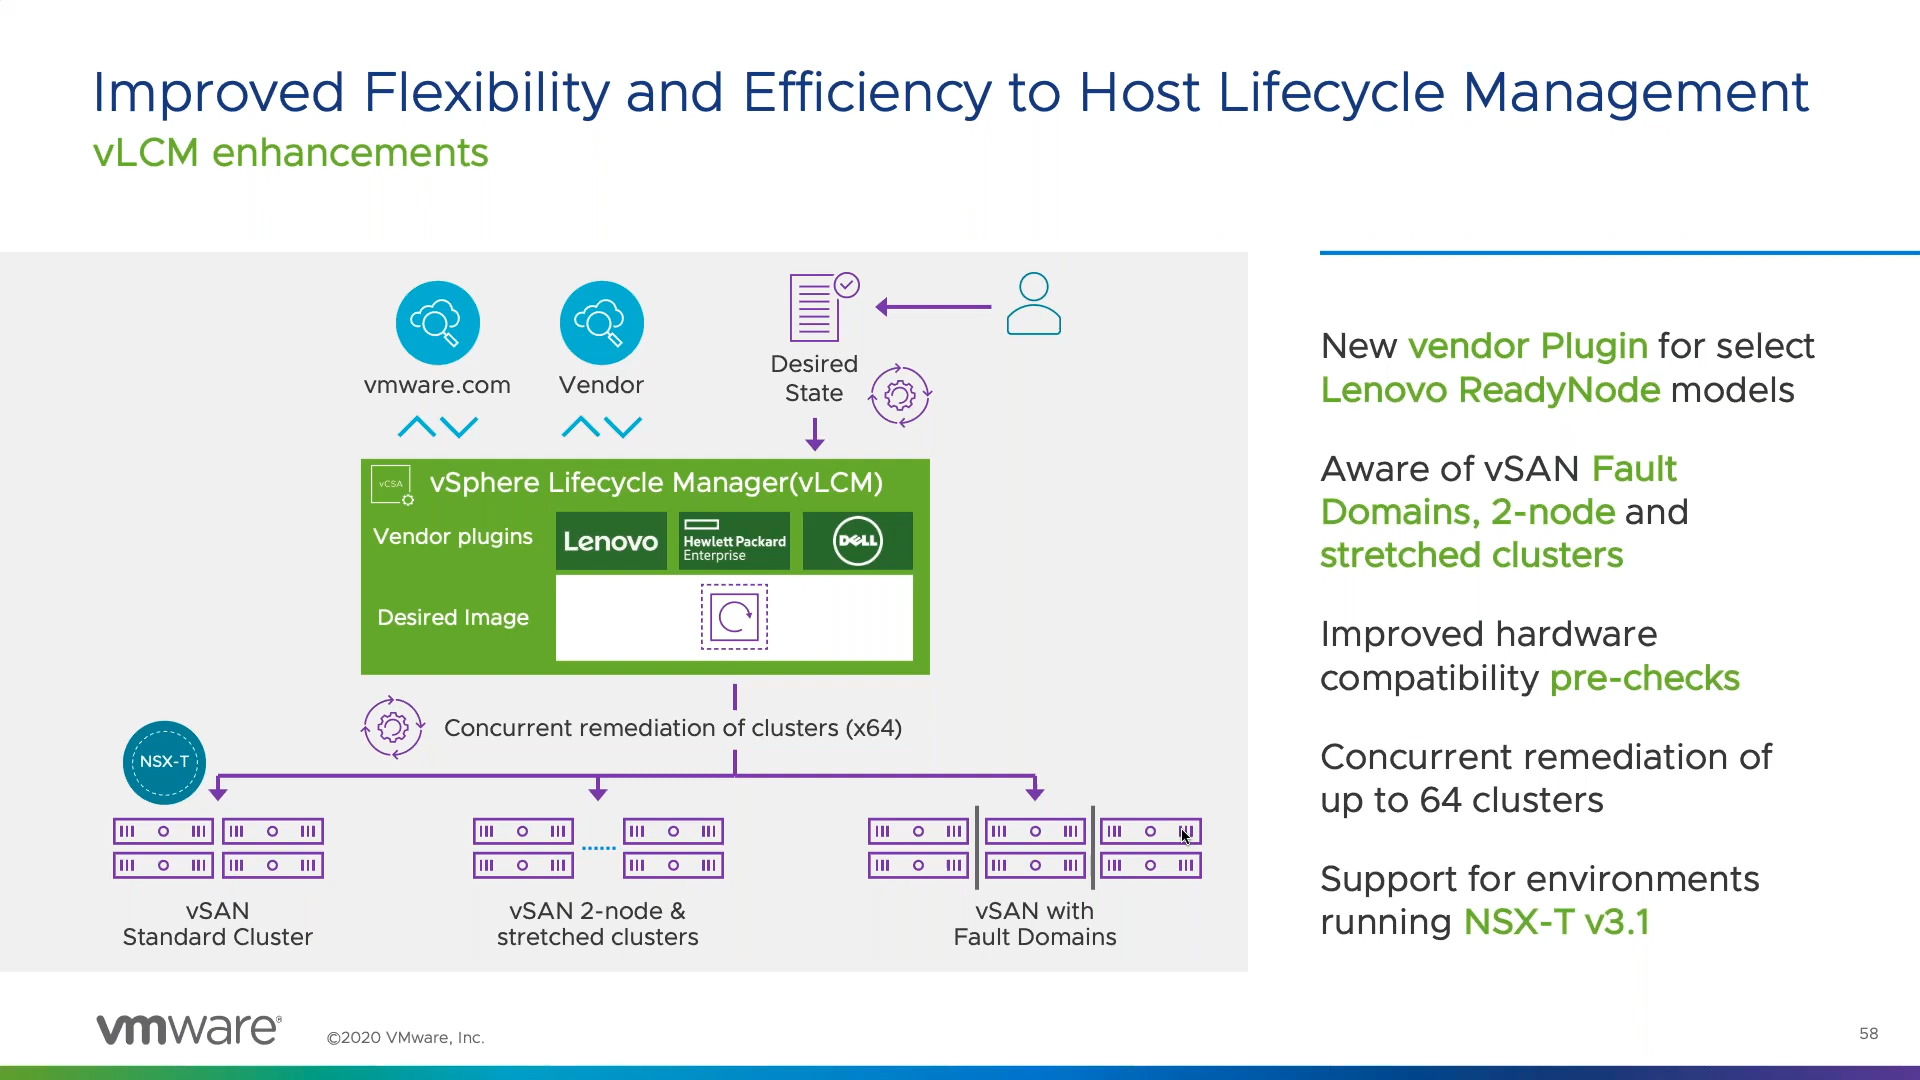 Improved Flexibility and Efficiency to Host Lifecycle Management
vLCM enhancements
vmware.com
Vendor
Desired
State
vCSA
vSphere Lifecycle Manager(vLCM)
Vendor plugins
Lenovo
Hewlett Packard
Enterprise
DELL
Desired Image
Concurrent remediation of clusters (x64)
NSX-T
vSAN
Standard Cluster
vSAN 2-node &
stretched clusters
vSAN with
Fault Domains
New vendor Plugin for select
Lenovo ReadyNode models
Aware of vSAN Fault
Domains, 2-node and
stretched clusters
Improved hardware
compatibility pre-checks
Concurrent remediation of
up to 64 clusters
Support for environments
running NSX-T v3.1
vmware®
©2020 VMware, Inc.
58